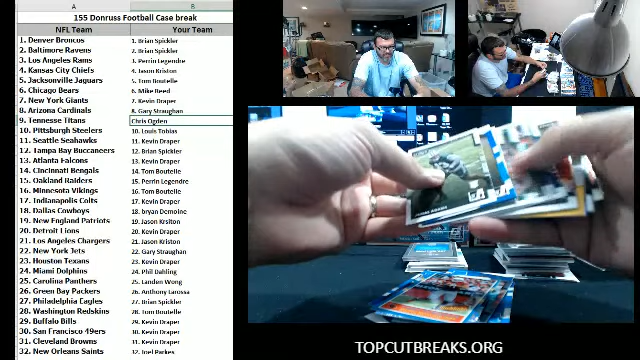 A B
155 Donruss Football Case break
NFL Team Your Team
1. Denver Broncos 1. Brian Spickler
2. Baltimore Ravens 2. Brian Spickler
3. Los Angeles Rams 3. Perrin Legendre
4. Kansas City Chiefs 4. Jason Kriston
5. Jacksonville Jaguars 5. Tom Boutelle
6. Chicago Bears 6. Mike Reed
7. New York Giants 7. Kevin Draper
8. Arizona Cardinals 8. Gary Straughan
9. Tennesse Titans Chris Ogden
10. Pittsburgh Steelers 10. Louis Tobias
11. Seattle Seahawks 11. Kevin Draper
12. Tampa Bay Buccaneers 12. Brian Spickler
13. Atlanta Falcons 13. Kevin Draper
14. Cincinnati Bengals 14. Tom Boutelle
15. Oakland Raiders 15. Perrin Legendre
16. Minnesota Vikings 16. Tom Boutelle
17. Indianapolis Colts 17. Kevin Draper
18. Dallas Cowboys 18. bryan Demoine
19. New England Patriots 19. Jason Krsiton
20. Detroit Lions 20. Kevin Draper
21. Los Angeles Chargers 21. Jason Kriston
22. New York Jets 22. Gary Straughan
23. Houston Texans 23. Kevin Draper
24. Miami Dolphins 24. Phil Dahling
25. Carolina Panthers 25. Landen Wong
26. Green Bay Packers 26. Anthony Larossa
27. Philadelphia Eagles 27. Brian Spickler
28. Washington Redskins 28. Tom Boutelle
29. Buffalo Bills 29. Kevin Draper
30. San Francisco 49ers 30. Kevin Draper
31. Cleveland Browns 31. Kevin Draper
32. New Orleans Saints 32. Joel Parkes
TOPCUTBREAKS.ORG